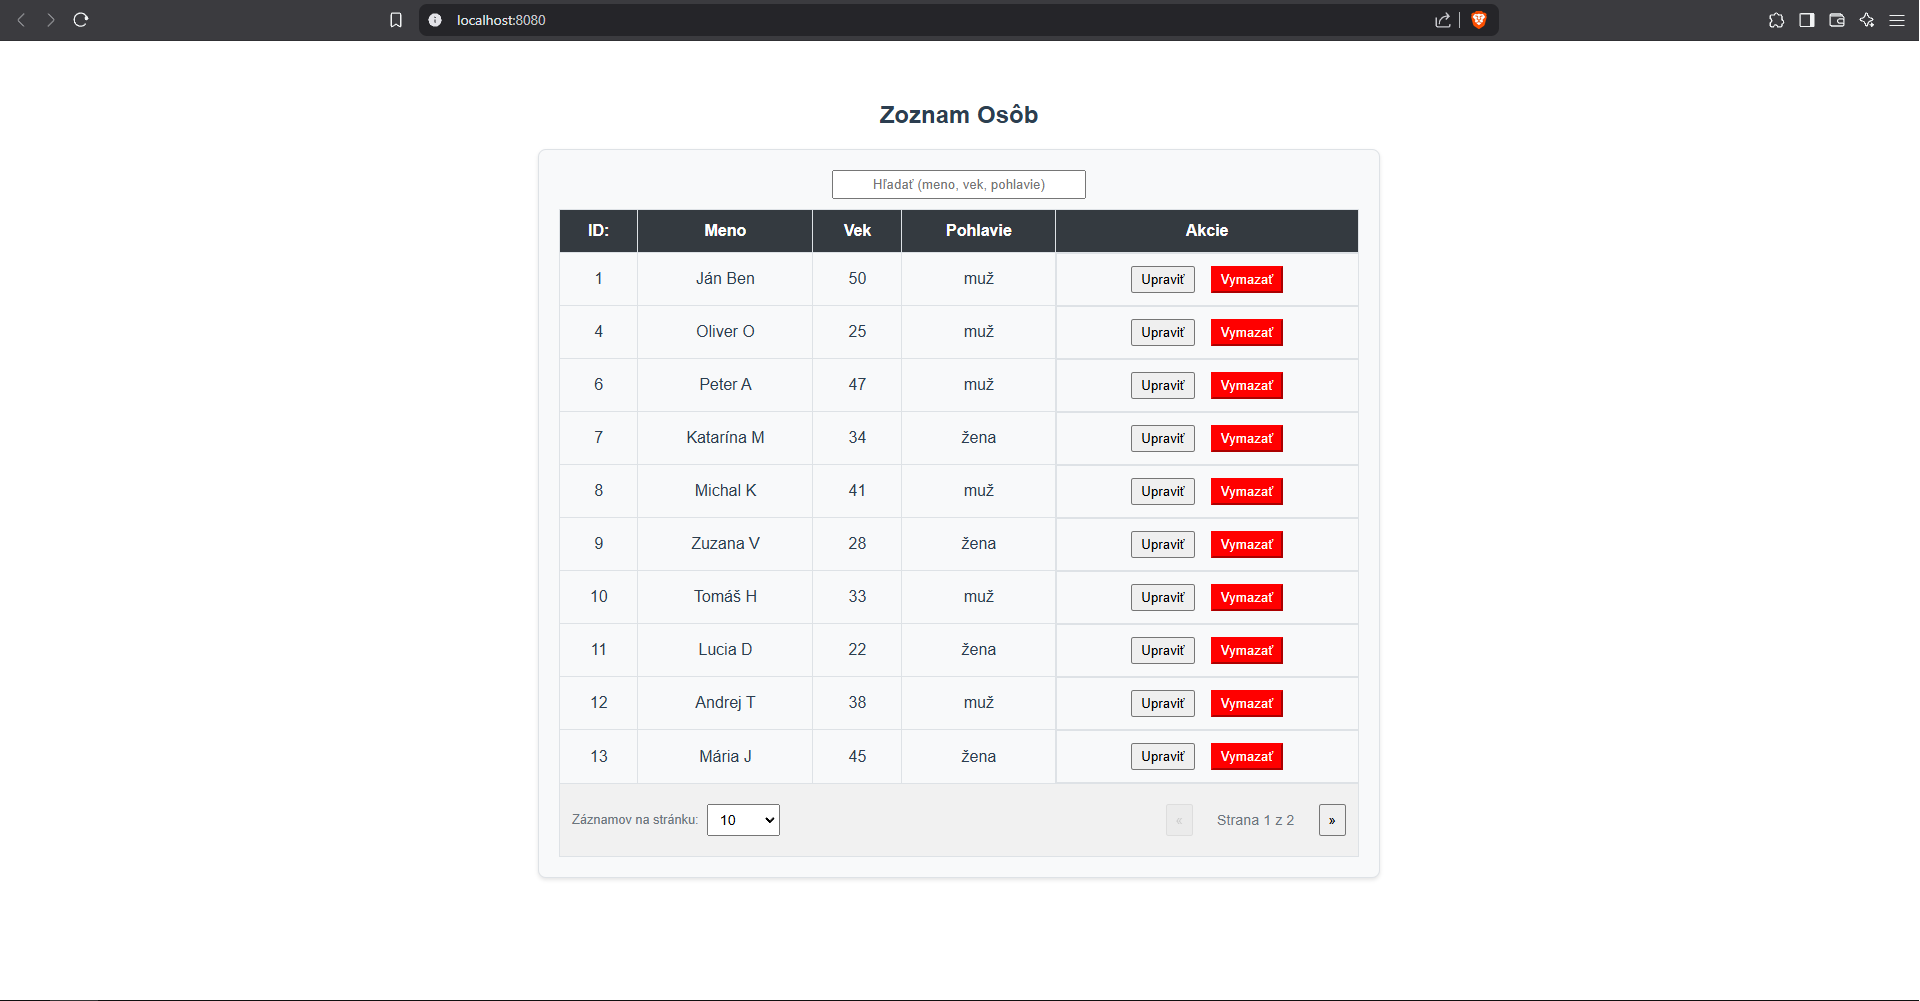 localhost:8080
Zoznam Osôb
Hľadať (meno, vek, pohlavie)
ID: Meno Vek Pohlavie Akcie
1 Ján Ben 50 muž Upraviť Vymazať
4 Oliver O 25 muž Upraviť Vymazať
6 Peter A 47 muž Upraviť Vymazať
7 Katarína M 34 žena Upraviť Vymazať
8 Michal K 41 muž Upraviť Vymazať
9 Zuzana V 28 žena Upraviť Vymazať
10 Tomáš H 33 muž Upraviť Vymazať
11 Lucia D 22 žena Upraviť Vymazať
12 Andrej T 38 muž Upraviť Vymazať
13 Mária J 45 žena Upraviť Vymazať
Záznamov na stránku: 10 « Strana 1 z 2 »